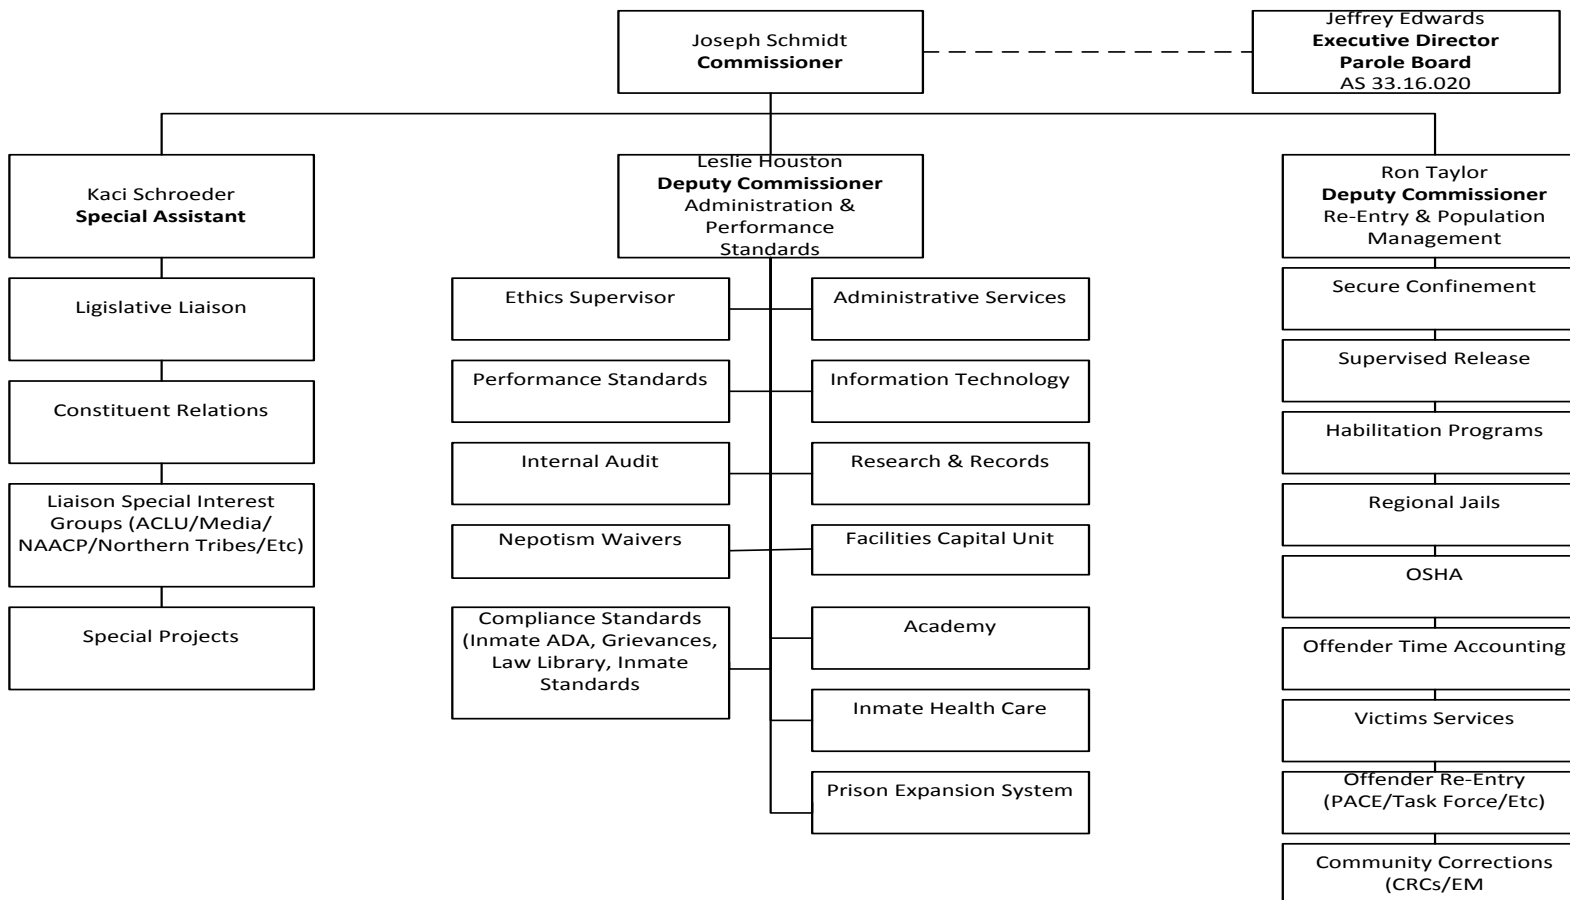 Joseph Schmidt
Commissioner
Jeffrey Edwards
Executive Director
Parole Board
AS 33.16.020
Kaci Schroeder
Special Assistant
Ligislative Liaison
Constituent Relations
Liaison Special Interest
Groups (ACLU/Media/
NAACP/Northern Tribes/Etc)
Special Projects
Leslie Houston
Deputy Commissioner
Administration &
Performance
Standards
Ethics Supervisor
Performance Standards
Internal Audit
Nepotism Waivers
Compliance Standards
(Inmate ADA, Grievances,
Law Library, Inmate
Standards
Administrative Services
Information Technology
Research & Records
Facilities Capital Unit
Academy
Inmate Health Care
Prison Expansion System
Ron Taylor
Deputy Commissioner
Re-Entry & Population
Management
Secure Confinement
Supervised Release
Habilitation Programs
Regional Jails
OSHA
Offender Time Accounting
Victims Services
Offender Re-Entry
(PACE/Task Force/Etc)
Community Corrections
(CRCs/EM